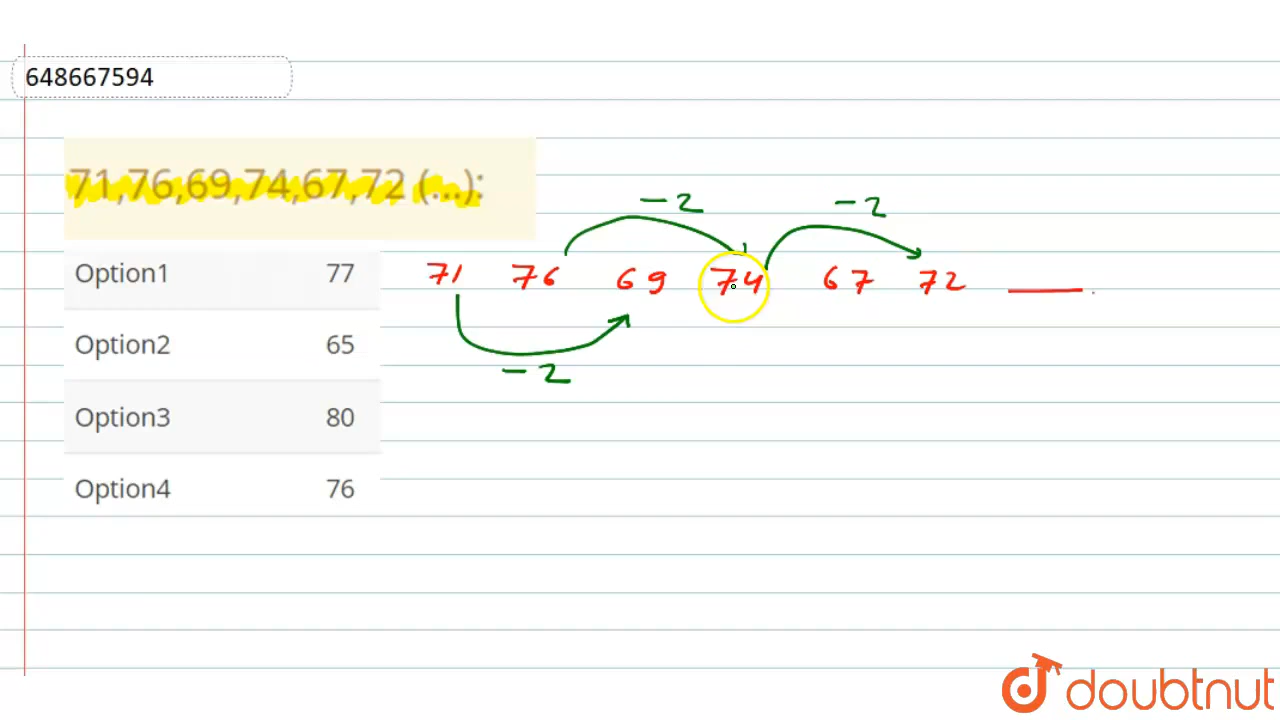 648667594
71,76,69,74,67,72 (...):
Option1 77
Option2 65
Option3 80
Option4 76
-2 -2
71 76 69 74 67 72
-2
doubtnut